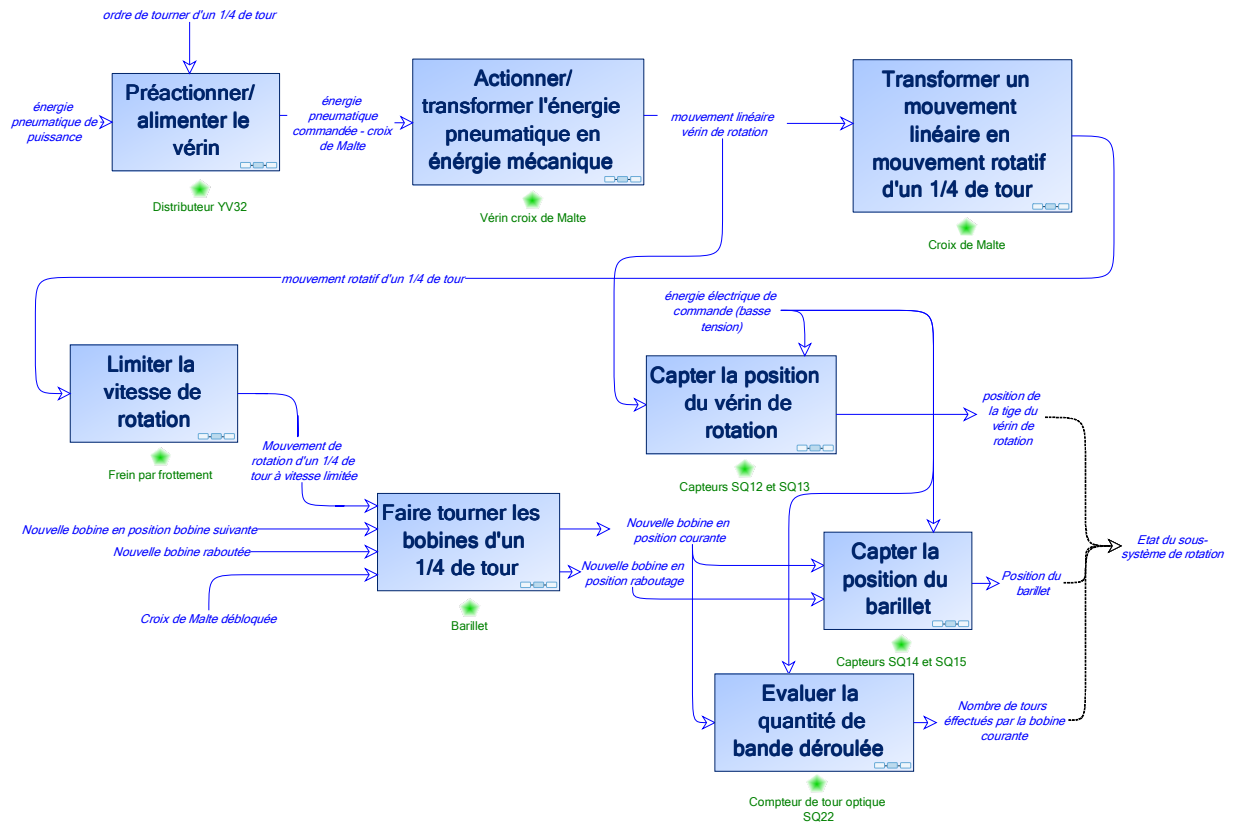 ordre de tourner d'un 1/4 de tour
énergie
pneumatique de
puissance
Préactionner/
alimenter le
vérin
Distributeur YV32
énergie
pneumatique
commandée - croix
de Malte
Actionner/
transformer l'énergie
pneumatique en
énérgie mécanique
Vérin croix de Malte
mouvement linéaire
vérin de rotation
Transformer un
mouvement
linéaire en
mouvement rotatif
d'un 1/4 de tour
Croix de Malte
mouvement rotatif d'un 1/4 de tour
énergie électrique de
commande (basse
tension)
Limiter la
vitesse de
rotation
Frein par frottement
Mouvement de
rotation d'un 1/4 de
tour à vitesse limitée
Capter la position
du vérin de
rotation
Capteurs SQ12 et SQ13
position de
la tige du
vérin de
rotation
Nouvelle bobine en position bobine suivante
Nouvelle bobine raboutée
Croix de Malte débloquée
Faire tourner les
bobines d'un
1/4 de tour
Barillet
Nouvelle bobine en
position courante
Nouvelle bobine en
position raboutage
Capter la
position du
barillet
Capteurs SQ14 et SQ15
Position du
barillet
Etat du sous-
système de rotation
Evaluer la
quantité de
bande déroulée
Compteur de tour optique
SQ22
Nombre de tours
éffectués par la bobine
courante